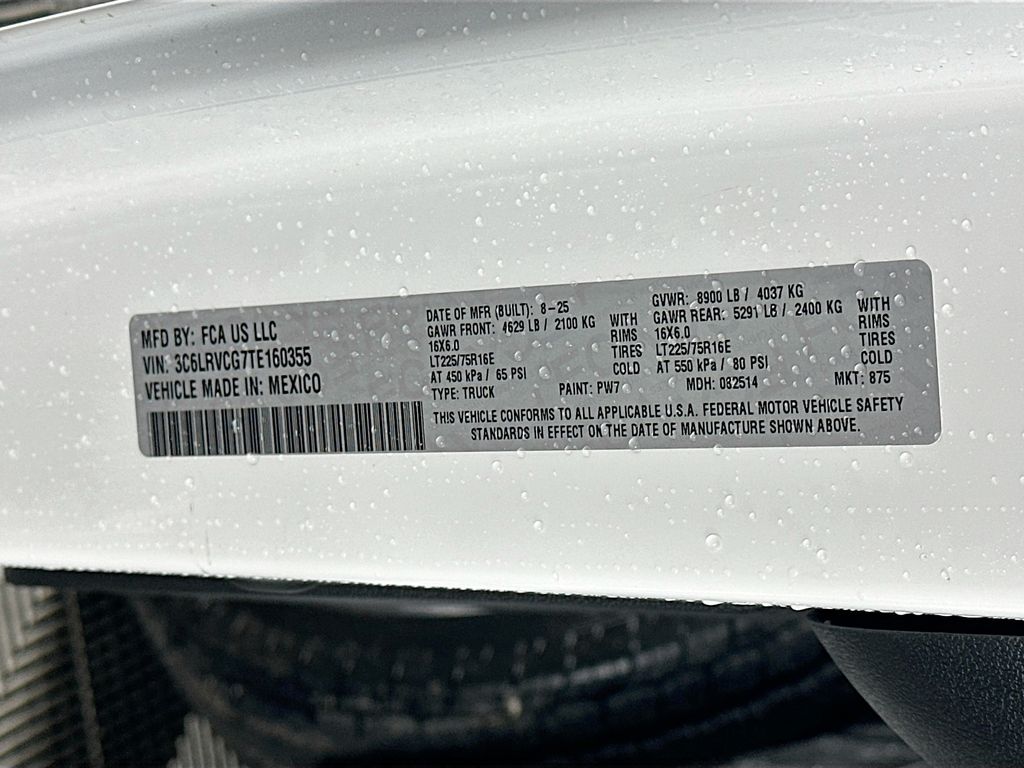 MFD BY: FCA US LLC
VIN: 3C6LRVCG7TE160355
VEHICLE MADE IN: MEXICO
DATE OF MFR (BUILT): 8-25
GAWR FRONT: 4629 LB / 2100 KG
16X6.0
LT225/75R16E
AT 450 kPa / 65 PSI
WITH
RIMS
TIRES
COLD
GVWR: 8900 LB / 4037 KG
GAWR REAR: 5291 LB / 2400 KG
16X6.0
LT225/75R16E
AT 550 kPa / 80 PSI
WITH
RIMS
TIRES
COLD
TYPE: TRUCK PAINT: PW7 MDH: 082514 MKT: 875
THIS VEHICLE CONFORMS TO ALL APPLICABLE U.S.A. FEDERAL MOTOR VEHICLE SAFETY
STANDARDS IN EFFECT ON THE DATE OF MANUFACTURE SHOWN ABOVE.